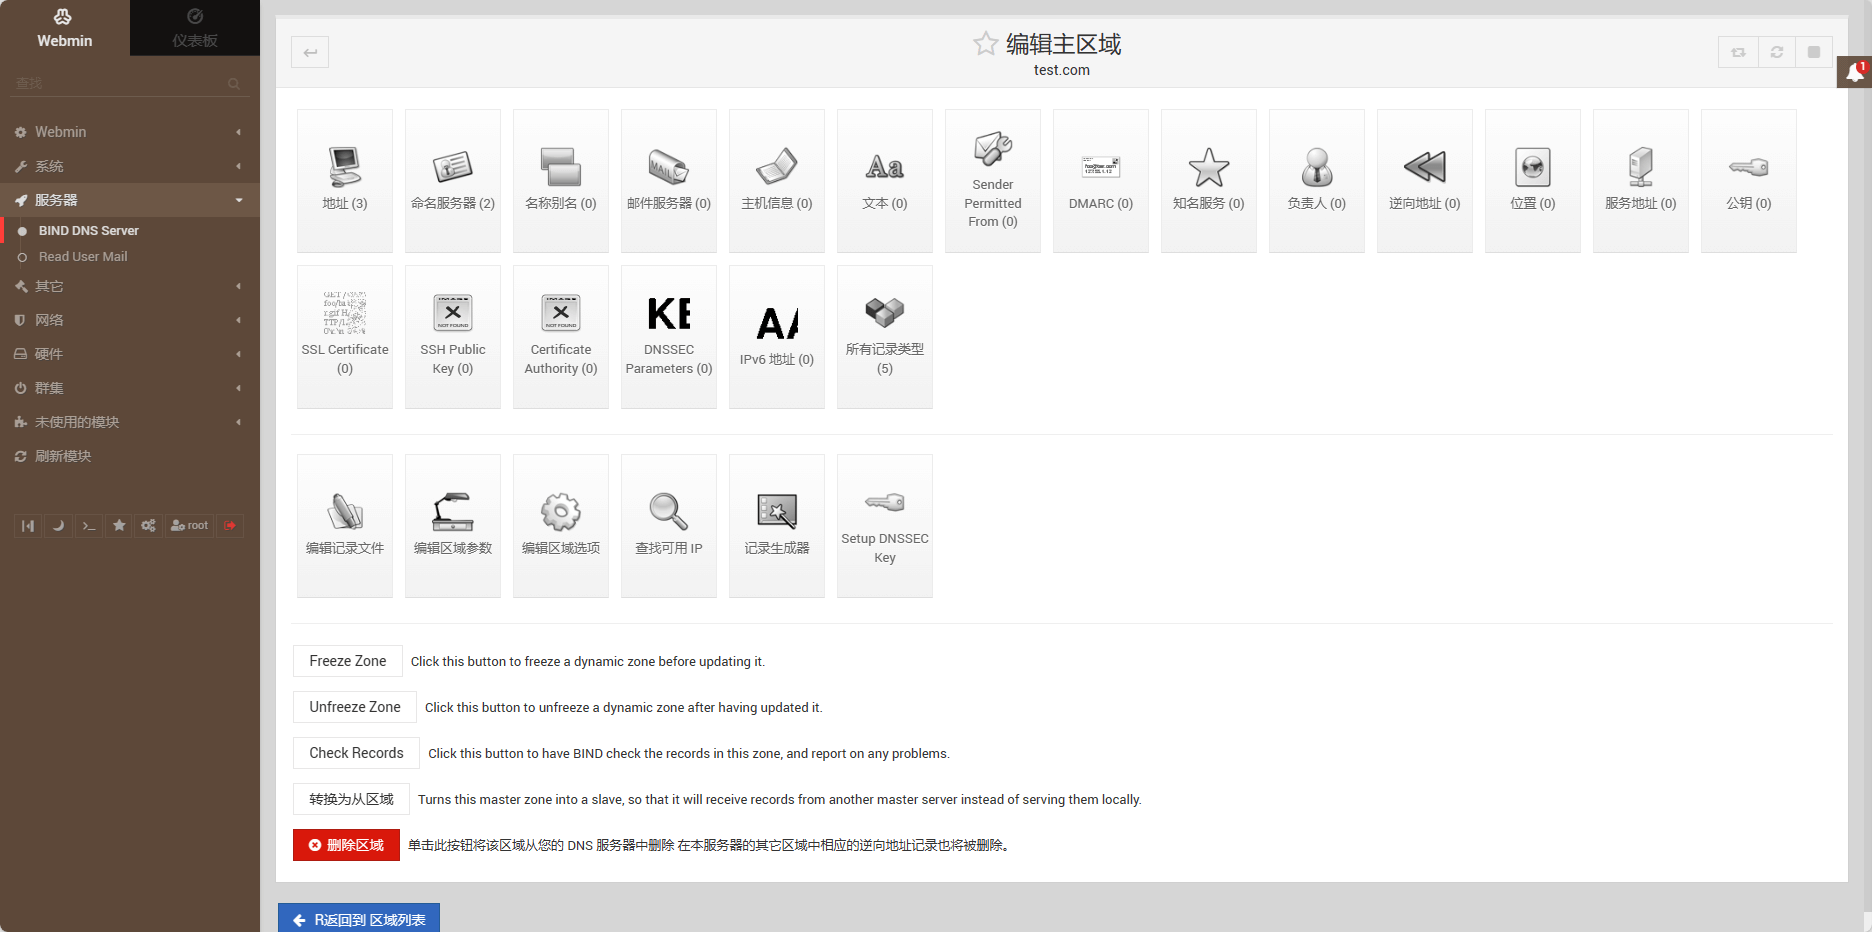 Webmin
仪表板
查找
Webmin
系统
服务器
BIND DNS Server
Read User Mail
其它
网络
硬件
群集
未使用的模块
刷新模块
root
编辑主区域
test.com
1
地址 (3)
命名服务器 (2)
名称别名 (0)
MAIL
邮件服务器 (0)
主机信息 (0)
Aa
文本 (0)
Sender
Permitted
From (0)
DMARC (0)
知名服务 (0)
负责人 (0)
逆向地址 (0)
位置 (0)
服务地址 (0)
公钥 (0)
SSL Certificate
(0)
NOT FOUND
SSH Public
Key (0)
NOT FOUND
Certificate
Authority (0)
KE
DNSSEC
Parameters (0)
AA
IPv6 地址 (0)
所有记录类型
(5)
编辑记录文件
编辑区域参数
编辑区域选项
查找可用 IP
记录生成器
Setup DNSSEC
Key
Freeze Zone Click this button to freeze a dynamic zone before updating it.
Unfreeze Zone Click this button to unfreeze a dynamic zone after having updated it.
Check Records Click this button to have BIND check the records in this zone, and report on any problems.
转换为从区域 Turns this master zone into a slave, so that it will receive records from another master server instead of serving them locally.
删除区域 单击此按钮将该区域从您的 DNS 服务器中删除 在本服务器的其它区域中相应的逆向地址记录也将被删除。
R返回到 区域列表